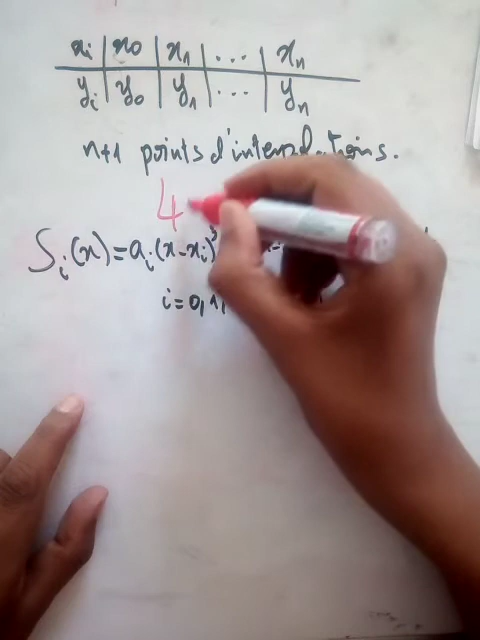 xi | x0 | x1 | ... | xn
yi | y0 | y1 | ... | yn
n+1 points d'interpolations.
4
Si(x)=ai(x-xi)³
i=0,1,